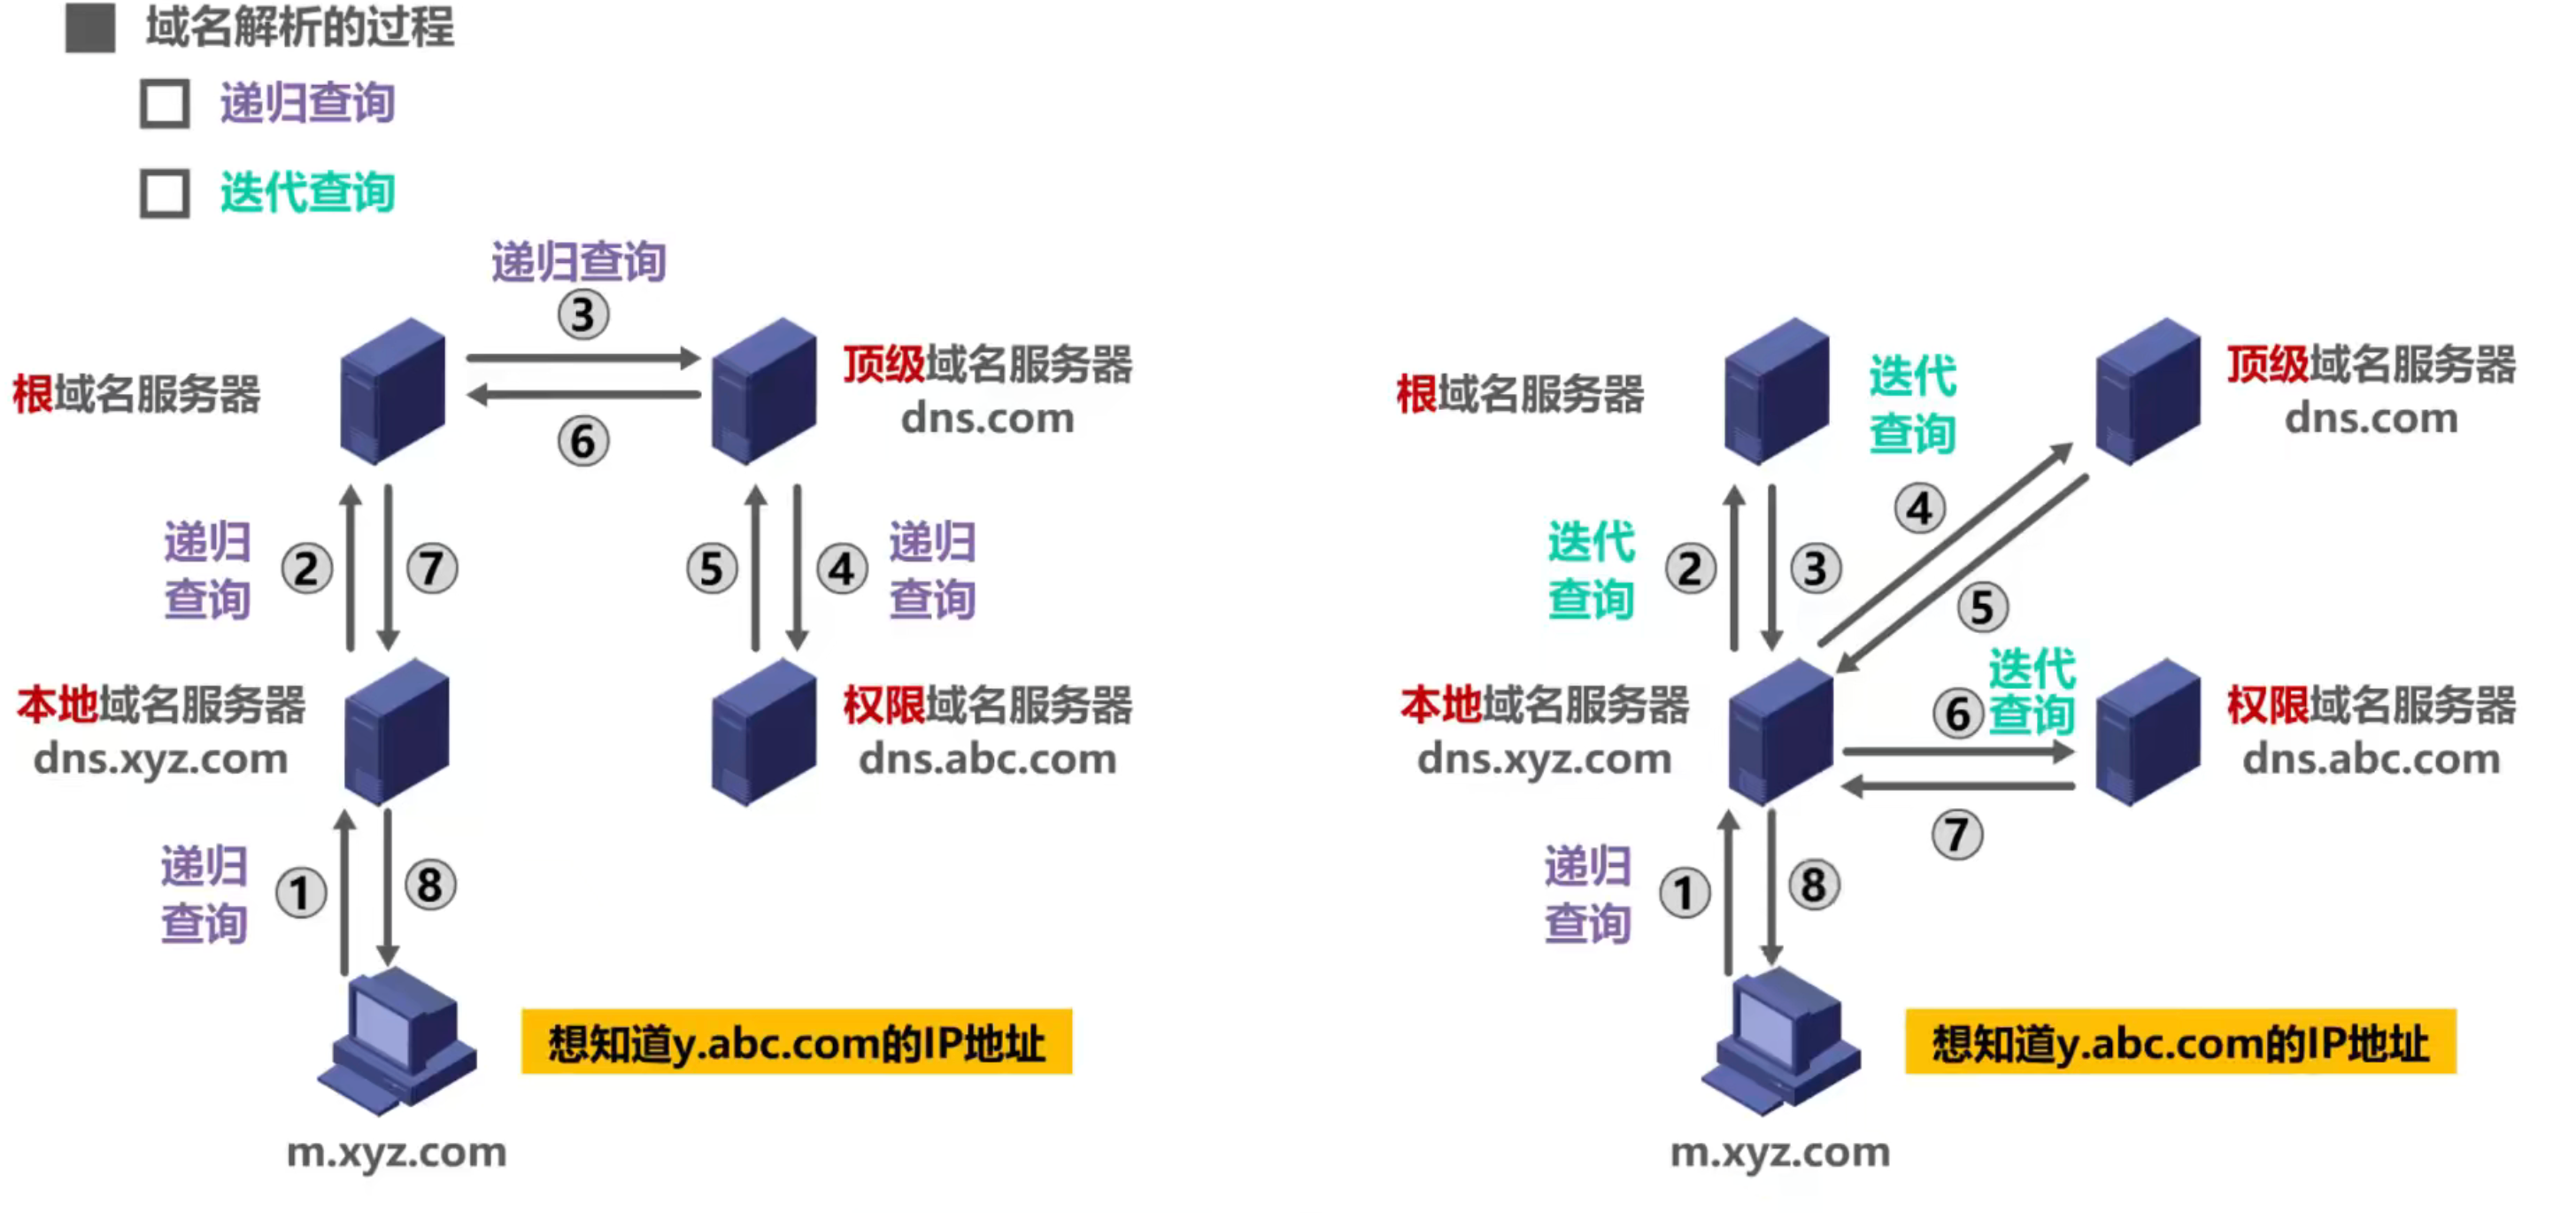 域名解析的过程
递归查询
迭代查询
递归查询
③
根域名服务器
顶级域名服务器
dns.com
⑥
递归
查询
②
⑦
⑤
④
递归
查询
本地域名服务器
dns.xyz.com
权限域名服务器
dns.abc.com
递归
查询
①
⑧
想知道y.abc.com的IP地址
m.xyz.com
根域名服务器
迭代
查询
顶级域名服务器
dns.com
④
迭代
查询
②
③
⑤
本地域名服务器
dns.xyz.com
⑥
迭代
查询
权限域名服务器
dns.abc.com
⑦
递归
查询
①
⑧
想知道y.abc.com的IP地址
m.xyz.com